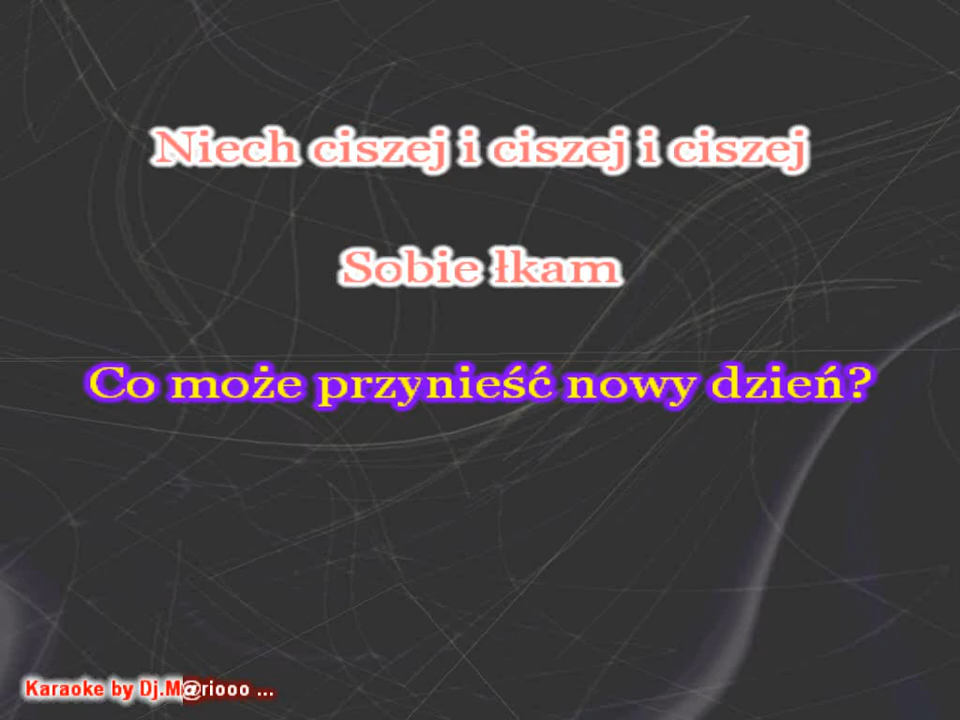 Niech ciszej i ciszej i ciszej
Sobie łkam
Co może przynieść nowy dzień?
Karaoke by Dj.M@riooo ...